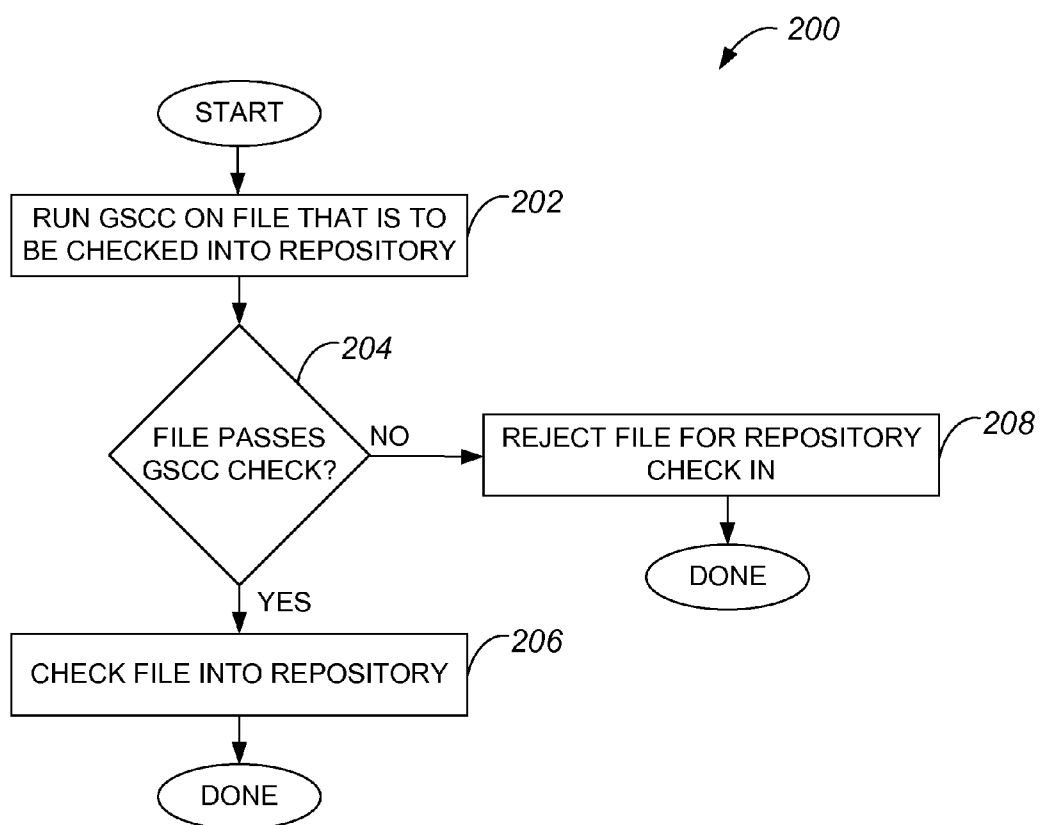 200
START
RUN GSCC ON FILE THAT IS TO
BE CHECKED INTO REPOSITORY
202
204
FILE PASSES
GSCC CHECK?
NO
REJECT FILE FOR REPOSITORY
CHECK IN
208
DONE
YES
CHECK FILE INTO REPOSITORY
206
DONE